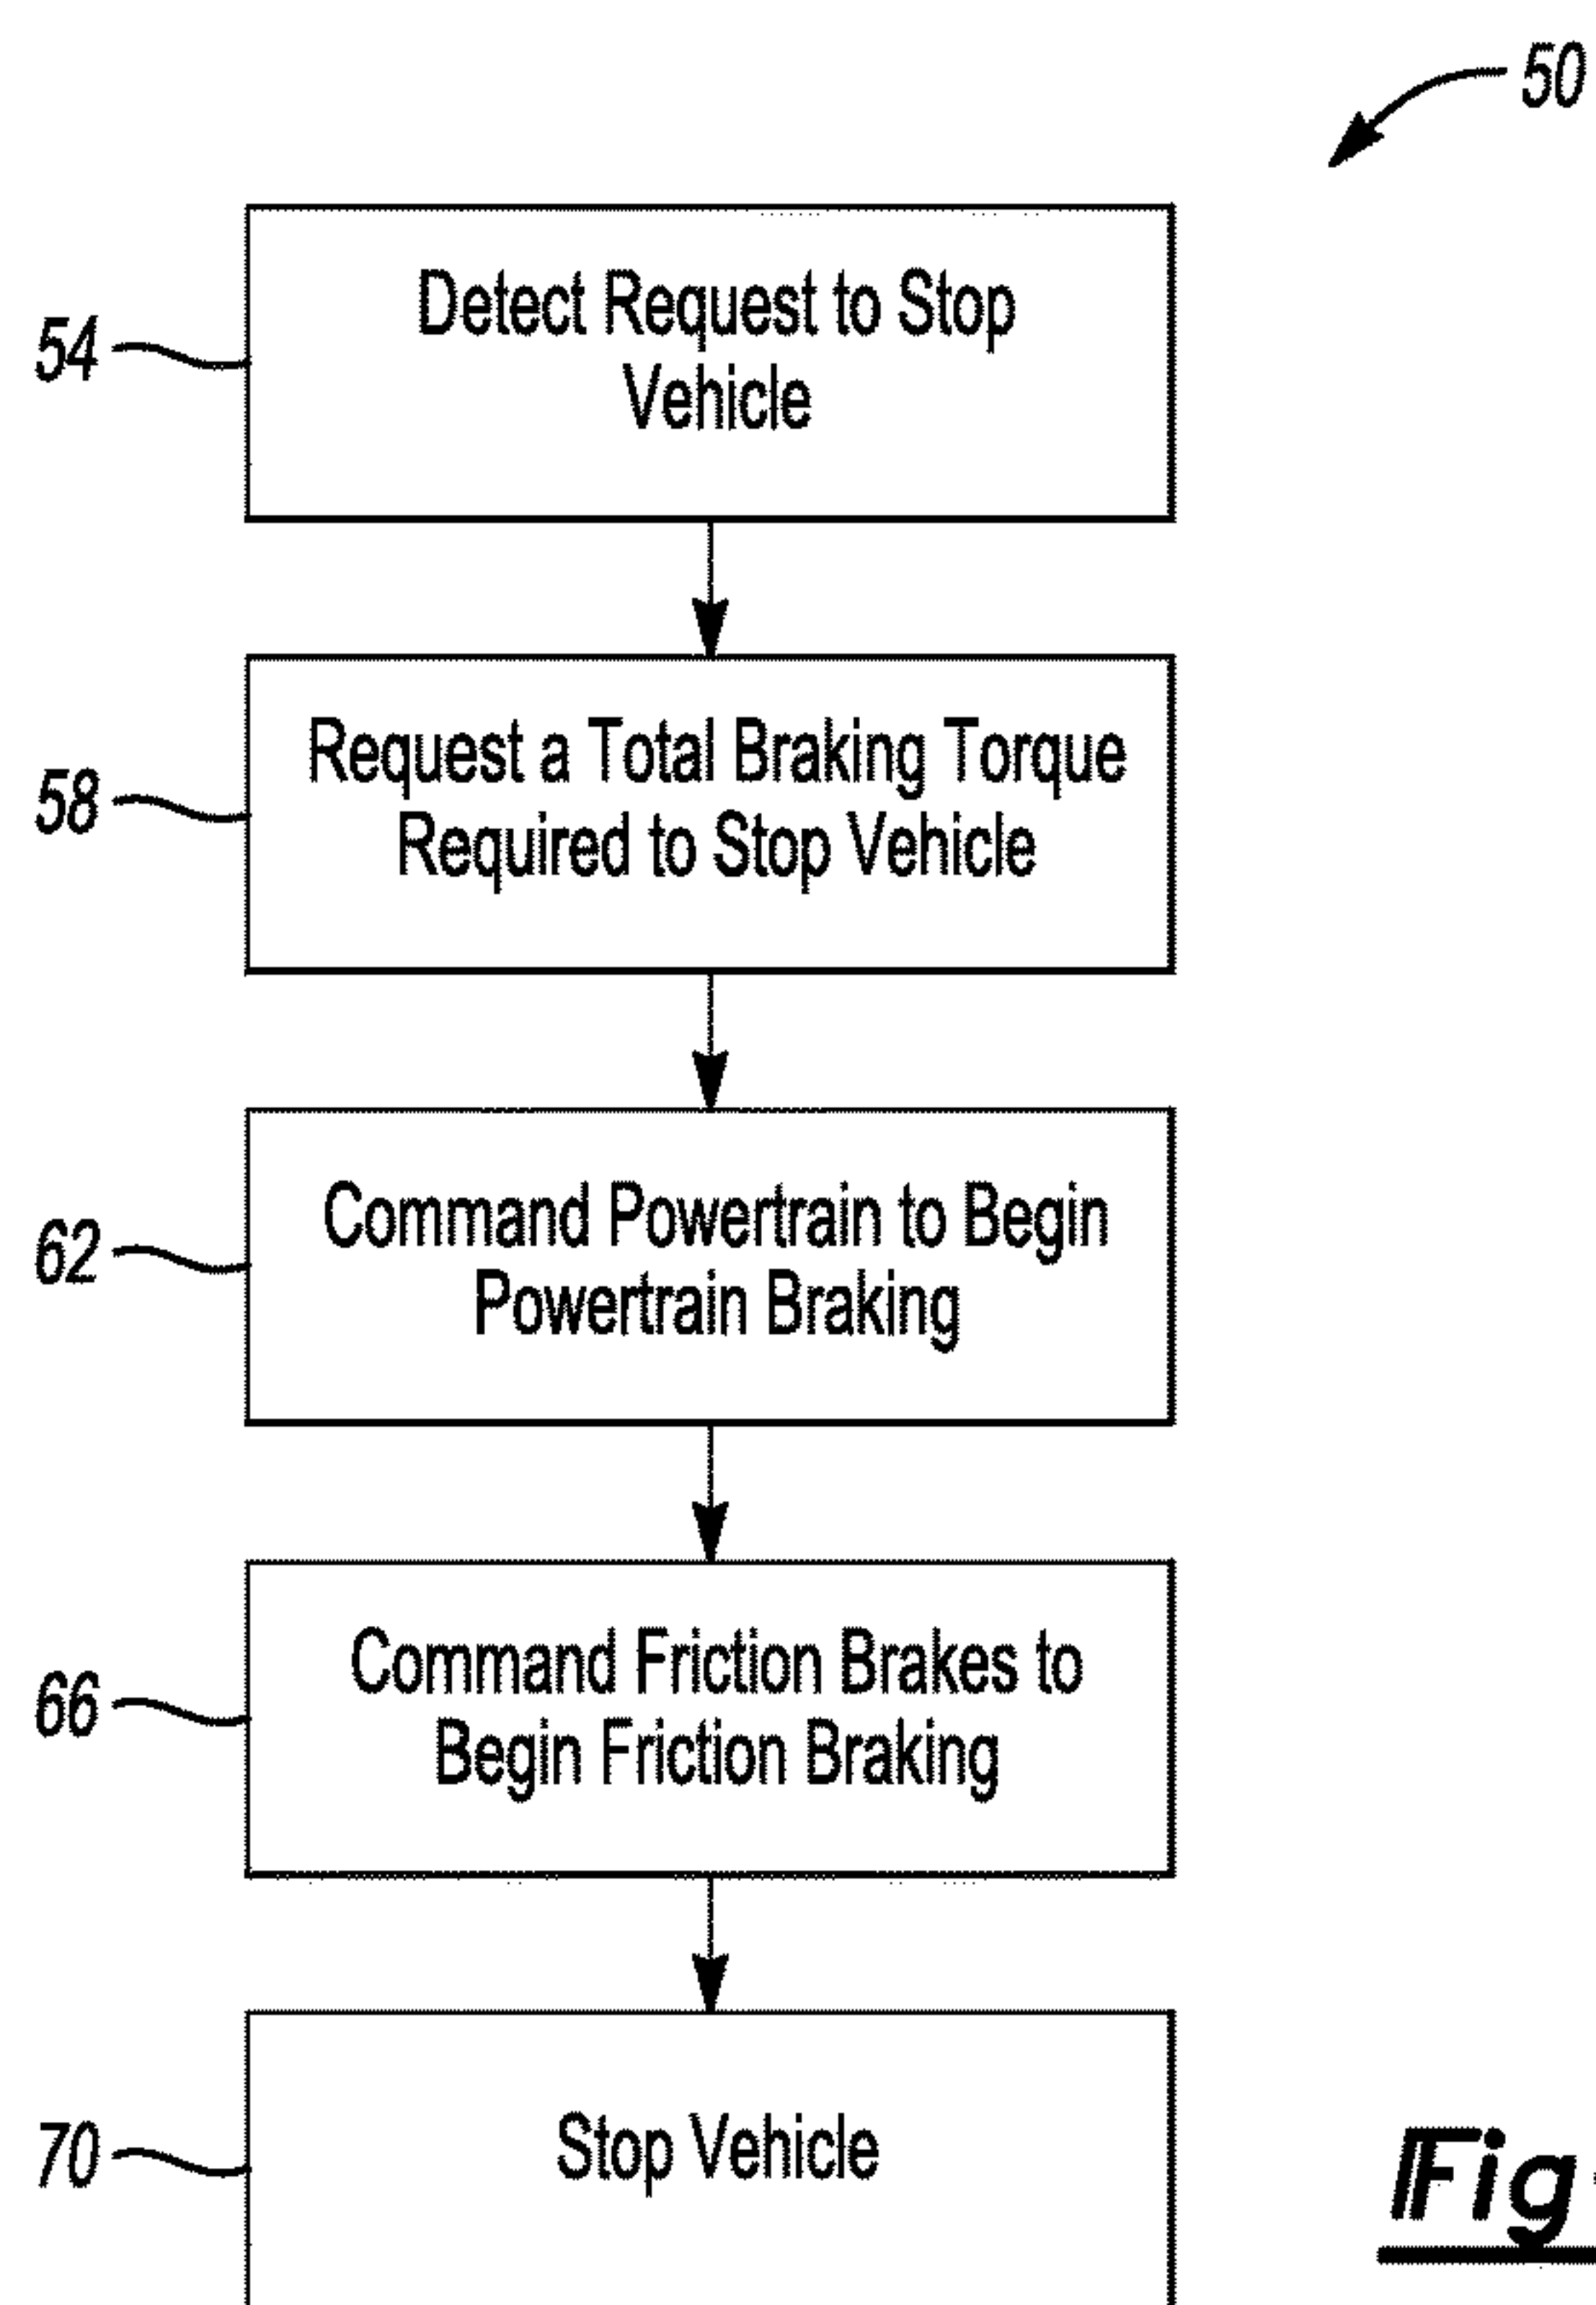 50
54
Detect Request to Stop
Vehicle
58
Request a Total Braking Torque
Required to Stop Vehicle
62
Command Powertrain to Begin
Powertrain Braking
66
Command Friction Brakes to
Begin Friction Braking
70
Stop Vehicle
Fig